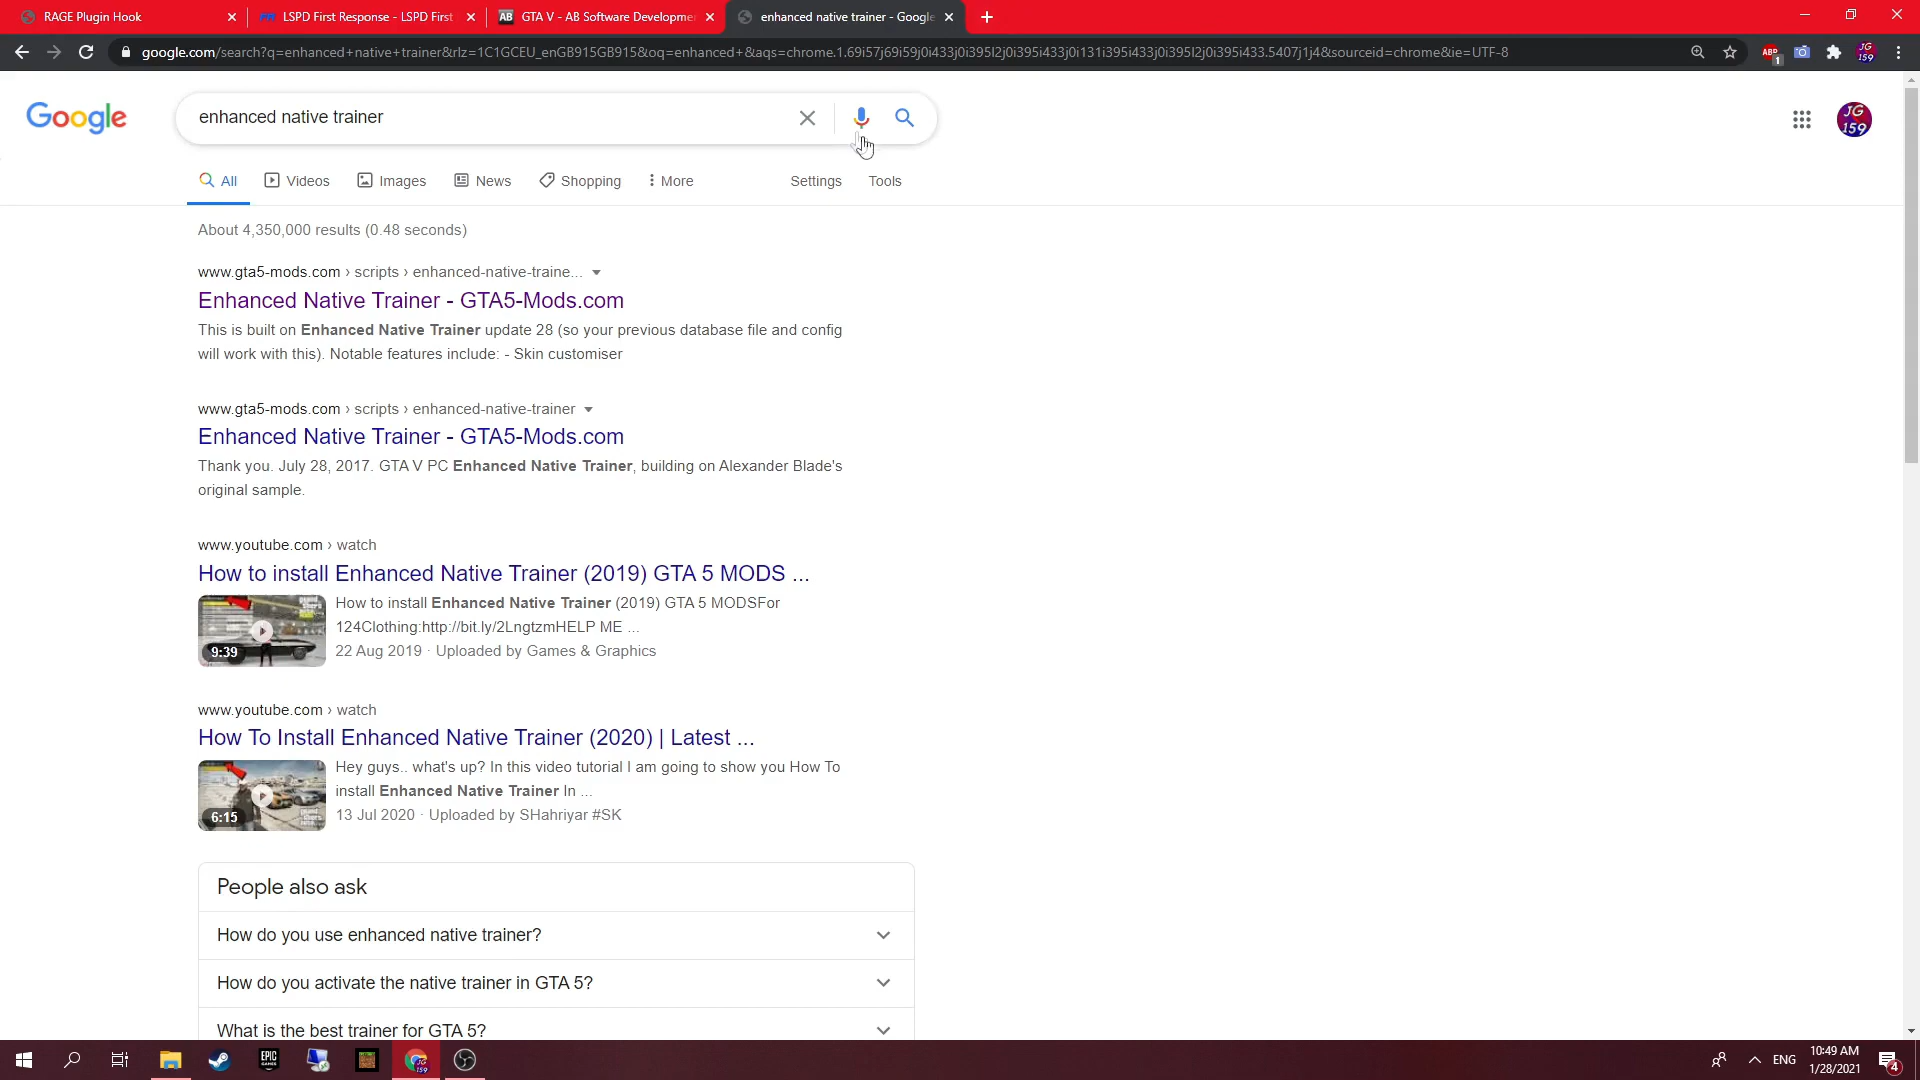 RAGE Plugin Hook
LSPD First Response - LSPD First
AB GTA V - AB Software Developme
enhanced native trainer - Google
google.com/search?q=enhanced+native+trainer&rlz=1C1GCEU_enGB915GB915&oq=enhanced+&aqs=chrome.1.69i57j69i59j0i433j0i395l2j0i395i433j0i131i395i433j0i395l2j0i395i433.5407j1j4&sourceid=chrome&ie=UTF-8
ABP 1
JG 159
Google
enhanced native trainer
JG 159
All Videos Images News Shopping More Settings Tools
About 4,350,000 results (0.48 seconds)
www.gta5-mods.com › scripts › enhanced-native-traine...
Enhanced Native Trainer - GTA5-Mods.com
This is built on Enhanced Native Trainer update 28 (so your previous database file and config
will work with this). Notable features include: - Skin customiser
www.gta5-mods.com › scripts › enhanced-native-trainer
Enhanced Native Trainer - GTA5-Mods.com
Thank you. July 28, 2017. GTA V PC Enhanced Native Trainer, building on Alexander Blade's
original sample.
www.youtube.com › watch
How to install Enhanced Native Trainer (2019) GTA 5 MODS ...
How to install Enhanced Native Trainer (2019) GTA 5 MODSFor
124Clothing:http://bit.ly/2LngtzmHELP ME ...
22 Aug 2019 · Uploaded by Games & Graphics
9:39
www.youtube.com › watch
How To Install Enhanced Native Trainer (2020) | Latest ...
Hey guys.. what's up? In this video tutorial I am going to show you How To
install Enhanced Native Trainer In ...
13 Jul 2020 · Uploaded by SHahriyar #SK
6:15
People also ask
How do you use enhanced native trainer?
How do you activate the native trainer in GTA 5?
What is the best trainer for GTA 5?
EPIC GAMES
JG 159
ENG
10:49 AM
1/28/2021
4